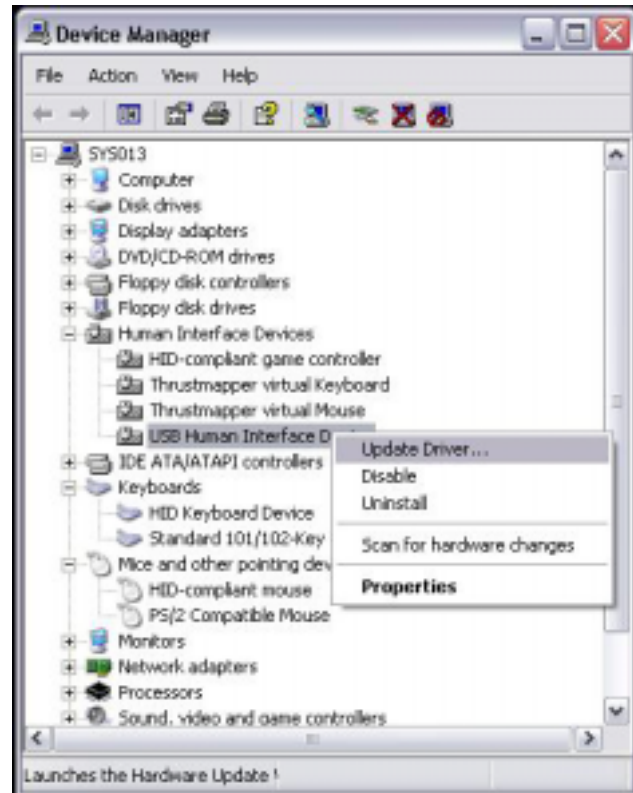 Device Manager
File Action View Help
SYS013
Computer
Disk drives
Display adapters
DVD/CD-ROM drives
Floppy disk controllers
Floppy disk drives
Human Interface Devices
HID-compliant game controller
Thrustmapper virtual Keyboard
Thrustmapper virtual Mouse
USB Human Interface D
Update Driver...
Disable
Uninstall
Scan for hardware changes
Properties
IDE ATA/ATAPI controllers
Keyboards
HID Keyboard Device
Standard 101/102-Key
Mice and other pointing dev
HID-compliant mouse
PS/2 Compatible Mouse
Monitors
Network adapters
Processors
Sound, video and game controllers
Launches the Hardware Update